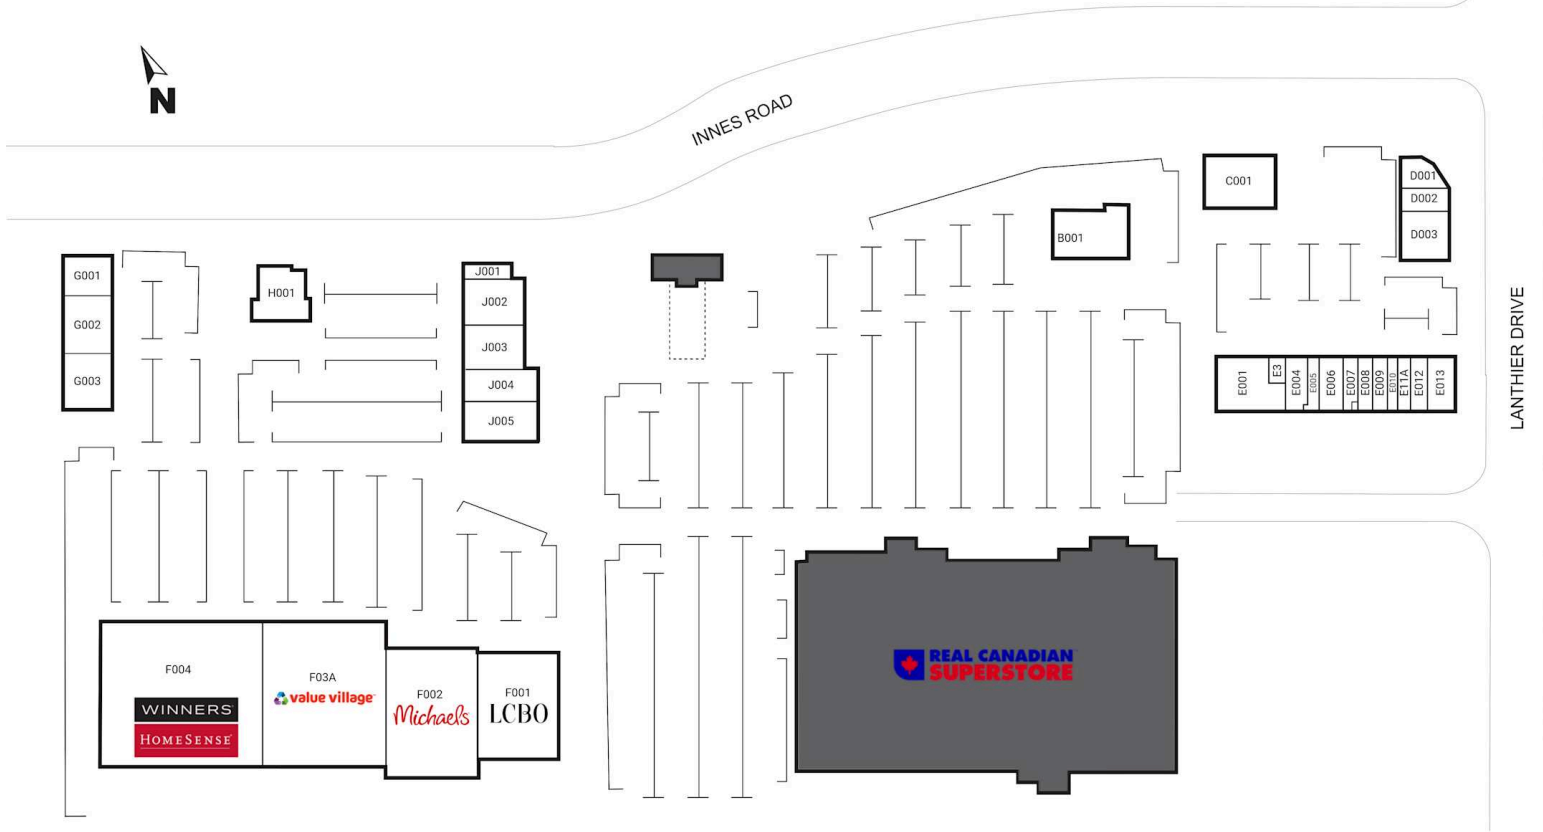 N
INNES ROAD
LANTHIER DRIVE
G001
G002
G003
H001
J001
J002
J003
J004
J005
B001
C001
D001
D002
D003
E001
E3
E004
E005
E006
E007
E008
E009
E010
E11A
E012
E013
F004
WINNERS
HOMESENSE
F03A
value village
F002
Michaels
F001
LCBO
REAL CANADIAN
SUPERSTORE